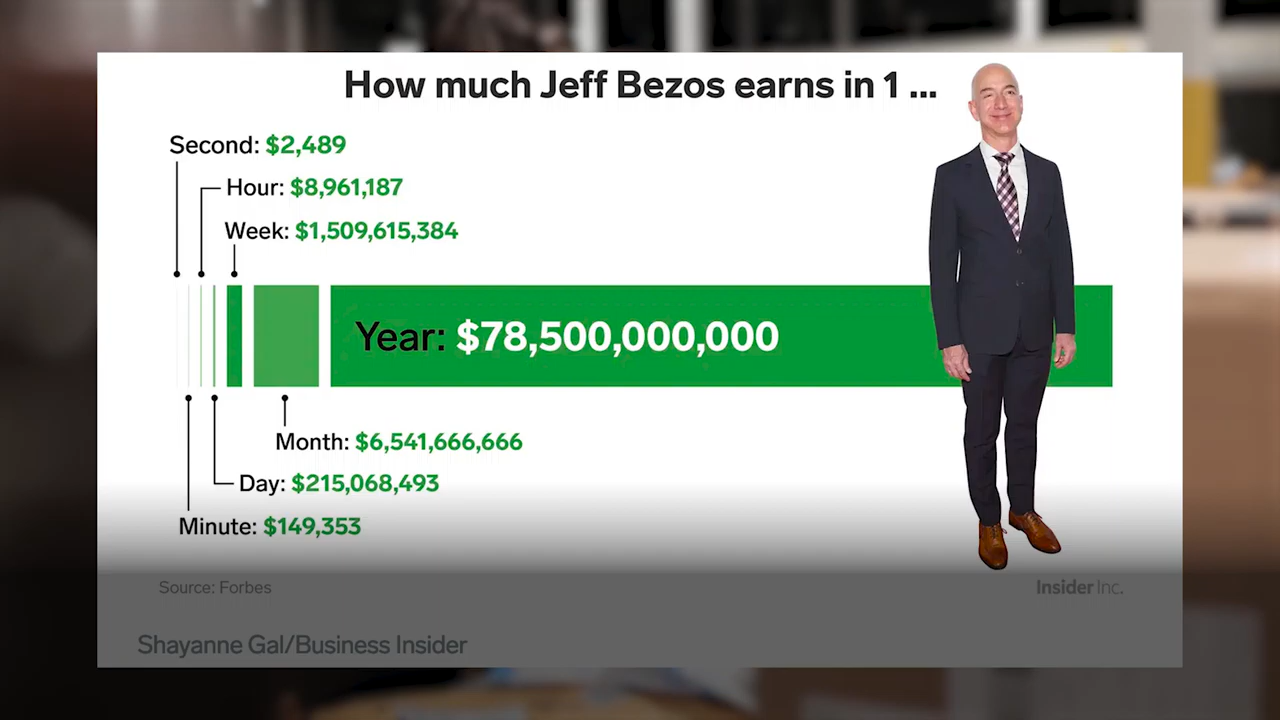 How much Jeff Bezos earns in 1 ...
Second: $2,489
Hour: $8,961,187
Week: $1,509,615,384
Year: $78,500,000,000
Month: $6,541,666,666
Day: $215,068,493
Minute: $149,353
Source: Forbes
Insider Inc.
Shayanne Gal/Business Insider